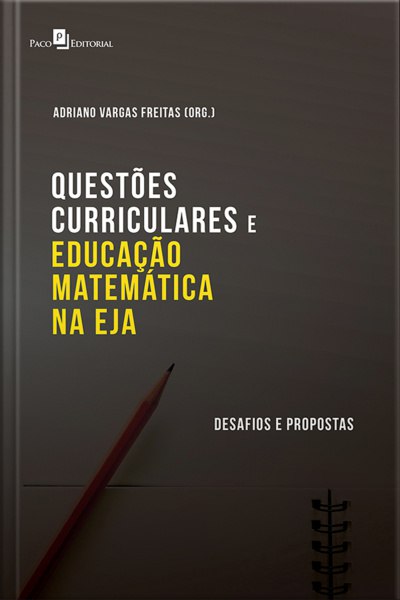 PACO EDITORIAL
ADRIANO VARGAS FREITAS (ORG.)
QUESTÕES
CURRICULARES E
EDUCAÇÃO
MATEMÁTICA
NA EJA
DESAFIOS E PROPOSTAS